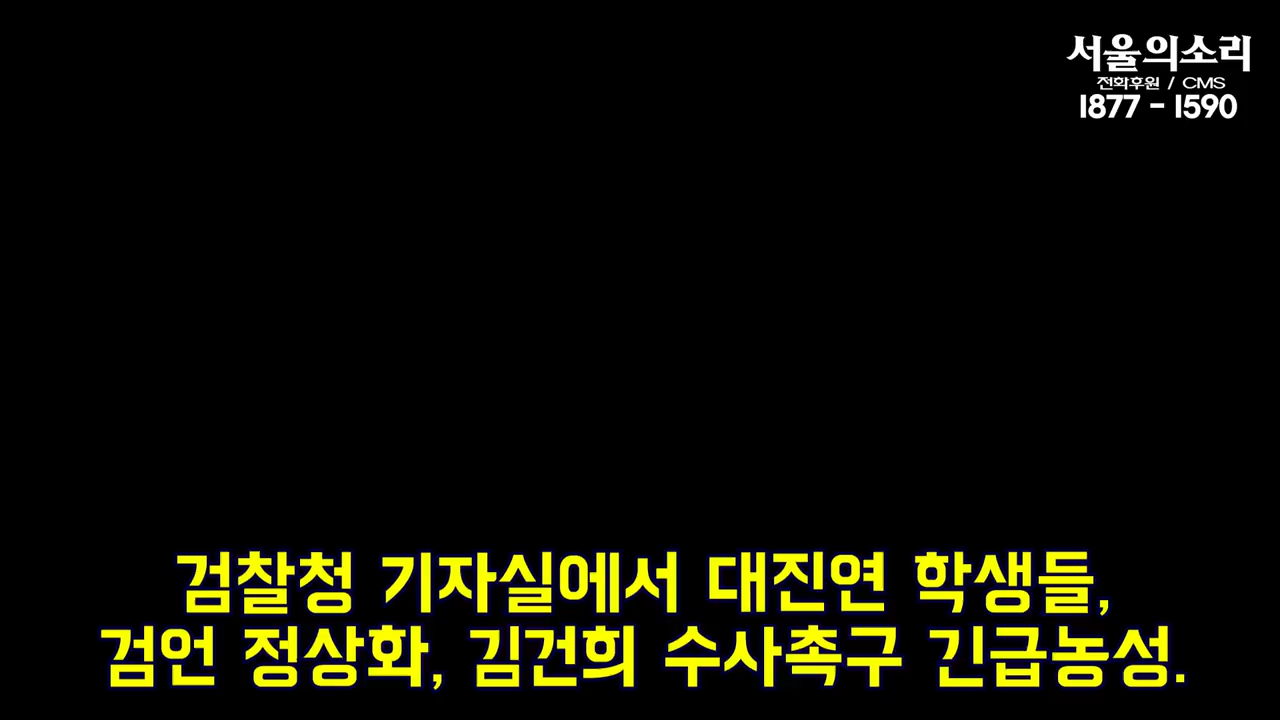 서울의소리
전화후원 / CMS
1877 - 1590
검찰청 기자실에서 대진연 학생들,
검언 정상화, 김건희 수사촉구 긴급농성.